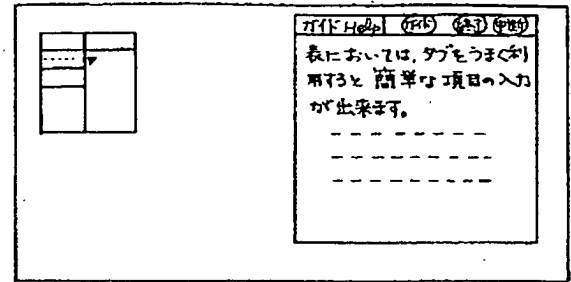 ガイドHelp ガイド 終了 中断
表においては、タブをうまく利
用すると 簡単な項目の入力
が出来ます。